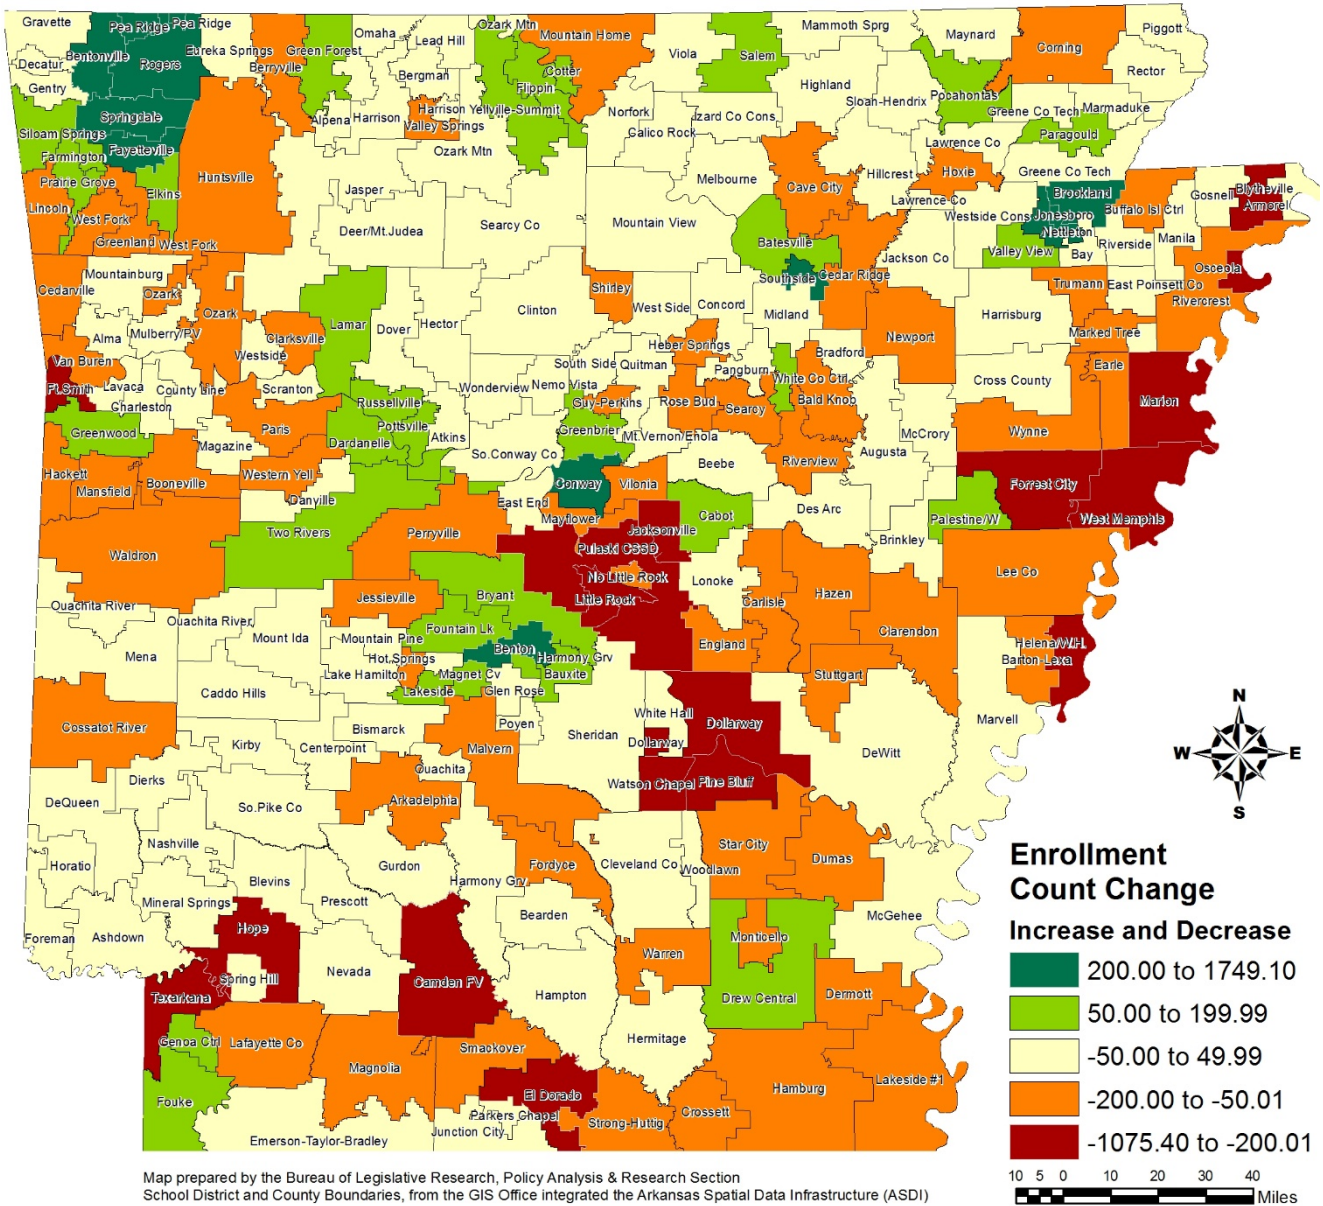 Gravette
Pea Ridge
Pea Ridge
Ozark Mtn
Mammoth Sprg
Omaha
Lead Hill
Mountain Home
Maynard
Piggott
Eureka Springs
Green Forest
Bentonville
Decatur
Rogers
Berryville
Viola
Salem
Corning
Rector
Gentry
Bergman
Cotter
Flippin
Highland
Pocahontas
Sloan-Hendrix
Springdale
Harrison
Yellville-Summit
Norfork
Izard Co Cons
Greene Co Tech
Marmaduke
Siloam Springs
Alpena
Harrison
Valley Springs
Calico Rock
Paragould
Fayetteville
Ozark Mtn
Lawrence Co
Farmington
Huntsville
Melbourne
Hillcrest
Hoxie
Greene Co Tech
Prairie Grove
Elkins
Jasper
Cave City
Brockland
Gosnell
Blytheville
Lincoln
West Fork
Searcy Co
Mountain View
Lawrence Co
Westside Cons
Jonesboro
Buffalo Isl Ctrl
Armorel
Greenland
West Fork
Deer/Mt.Judea
Batesville
Nettleton
Riverside
Manila
Valley View
Bay
Jackson Co
Mountainburg
Southside
Cedar Ridge
Osceola
Cedarville
Ozark
Shirley
Trumann
East Poinsett Co
Rivercrest
Ozark
Clinton
West Side
Concord
Midland
Harrisburg
Lamar
Dover
Hector
Alma
Mulberry/PV
Clarksville
Newport
Marked Tree
Westside
Heber Springs
Bradford
Van Buren
South Side
Quitman
Pangburn
Earle
Ft.Smith
Lavaca
County Line
Scranton
Wonderview
Nemo Vista
White Co Ctrl
Cross County
Charleston
Russellville
Guy-Perkins
Rose Bud
Searcy
Bald Knob
Marion
Greenwood
Paris
Pottsville
Greenbrier
Mt.Vernon/Enola
McCrory
Wynne
Magazine
Dardanelle
Atkins
So.Conway Co
Augusta
Hackett
Western Yell
Beebe
Riverview
Mansfield
Booneville
Danville
Conway
Vilonia
Forrest City
East End
Cabot
Des Arc
Palestine/W
West Memphis
Two Rivers
Perryville
Mayflower
Jacksonville
Brinkley
Waldron
Pulaski CSSD
Lee Co
No Little Rock
Lonoke
Hazen
Ouachita River
Jessieville
Bryant
Little Rock
Carlisle
Ouachita River
Mount Ida
Mountain Pine
Fountain Lk
England
Clarendon
Helena/W.H.
Mena
Hot Springs
Benton
Harmony Grv
Barton-Lexa
Lake Hamilton
Magnet Cv
Bauxite
Stuttgart
Caddo Hills
Lakeside
Glen Rose
Cossatot River
Bismarck
Poyen
White Hall
Dollarway
Marvell
Kirby
Centerpoint
Malvern
Sheridan
Dollarway
DeWitt
Dierks
Ouachita
Watson Chapel
Pine Bluff
DeQueen
So.Pike Co
Arkadelphia
Nashville
Star City
Horatio
Gurdon
Fordyce
Cleveland Co
Dumas
Blevins
Harmony Grv
Woodlawn
Mineral Springs
Prescott
Bearden
McGehee
Foreman
Ashdown
Hope
Monticello
Warren
Spring Hill
Nevada
Camden FV
Hampton
Texarkana
Drew Central
Dermott
Genoa Ctrl
Lafayette Co
Smackover
Hermitage
Magnolia
Hamburg
Lakeside #1
Fouke
El Dorado
Parkers Chapel
Strong-Huttig
Crossett
Emerson-Taylor-Bradley
Junction City
N
W
E
S
Enrollment
Count Change
Increase and Decrease
200.00 to 1749.10
50.00 to 199.99
-50.00 to 49.99
-200.00 to -50.01
-1075.40 to -200.01
10 5 0 10 20 30 40
Miles
Map prepared by the Bureau of Legislative Research, Policy Analysis & Research Section
School District and County Boundaries, from the GIS Office integrated the Arkansas Spatial Data Infrastructure (ASDI)